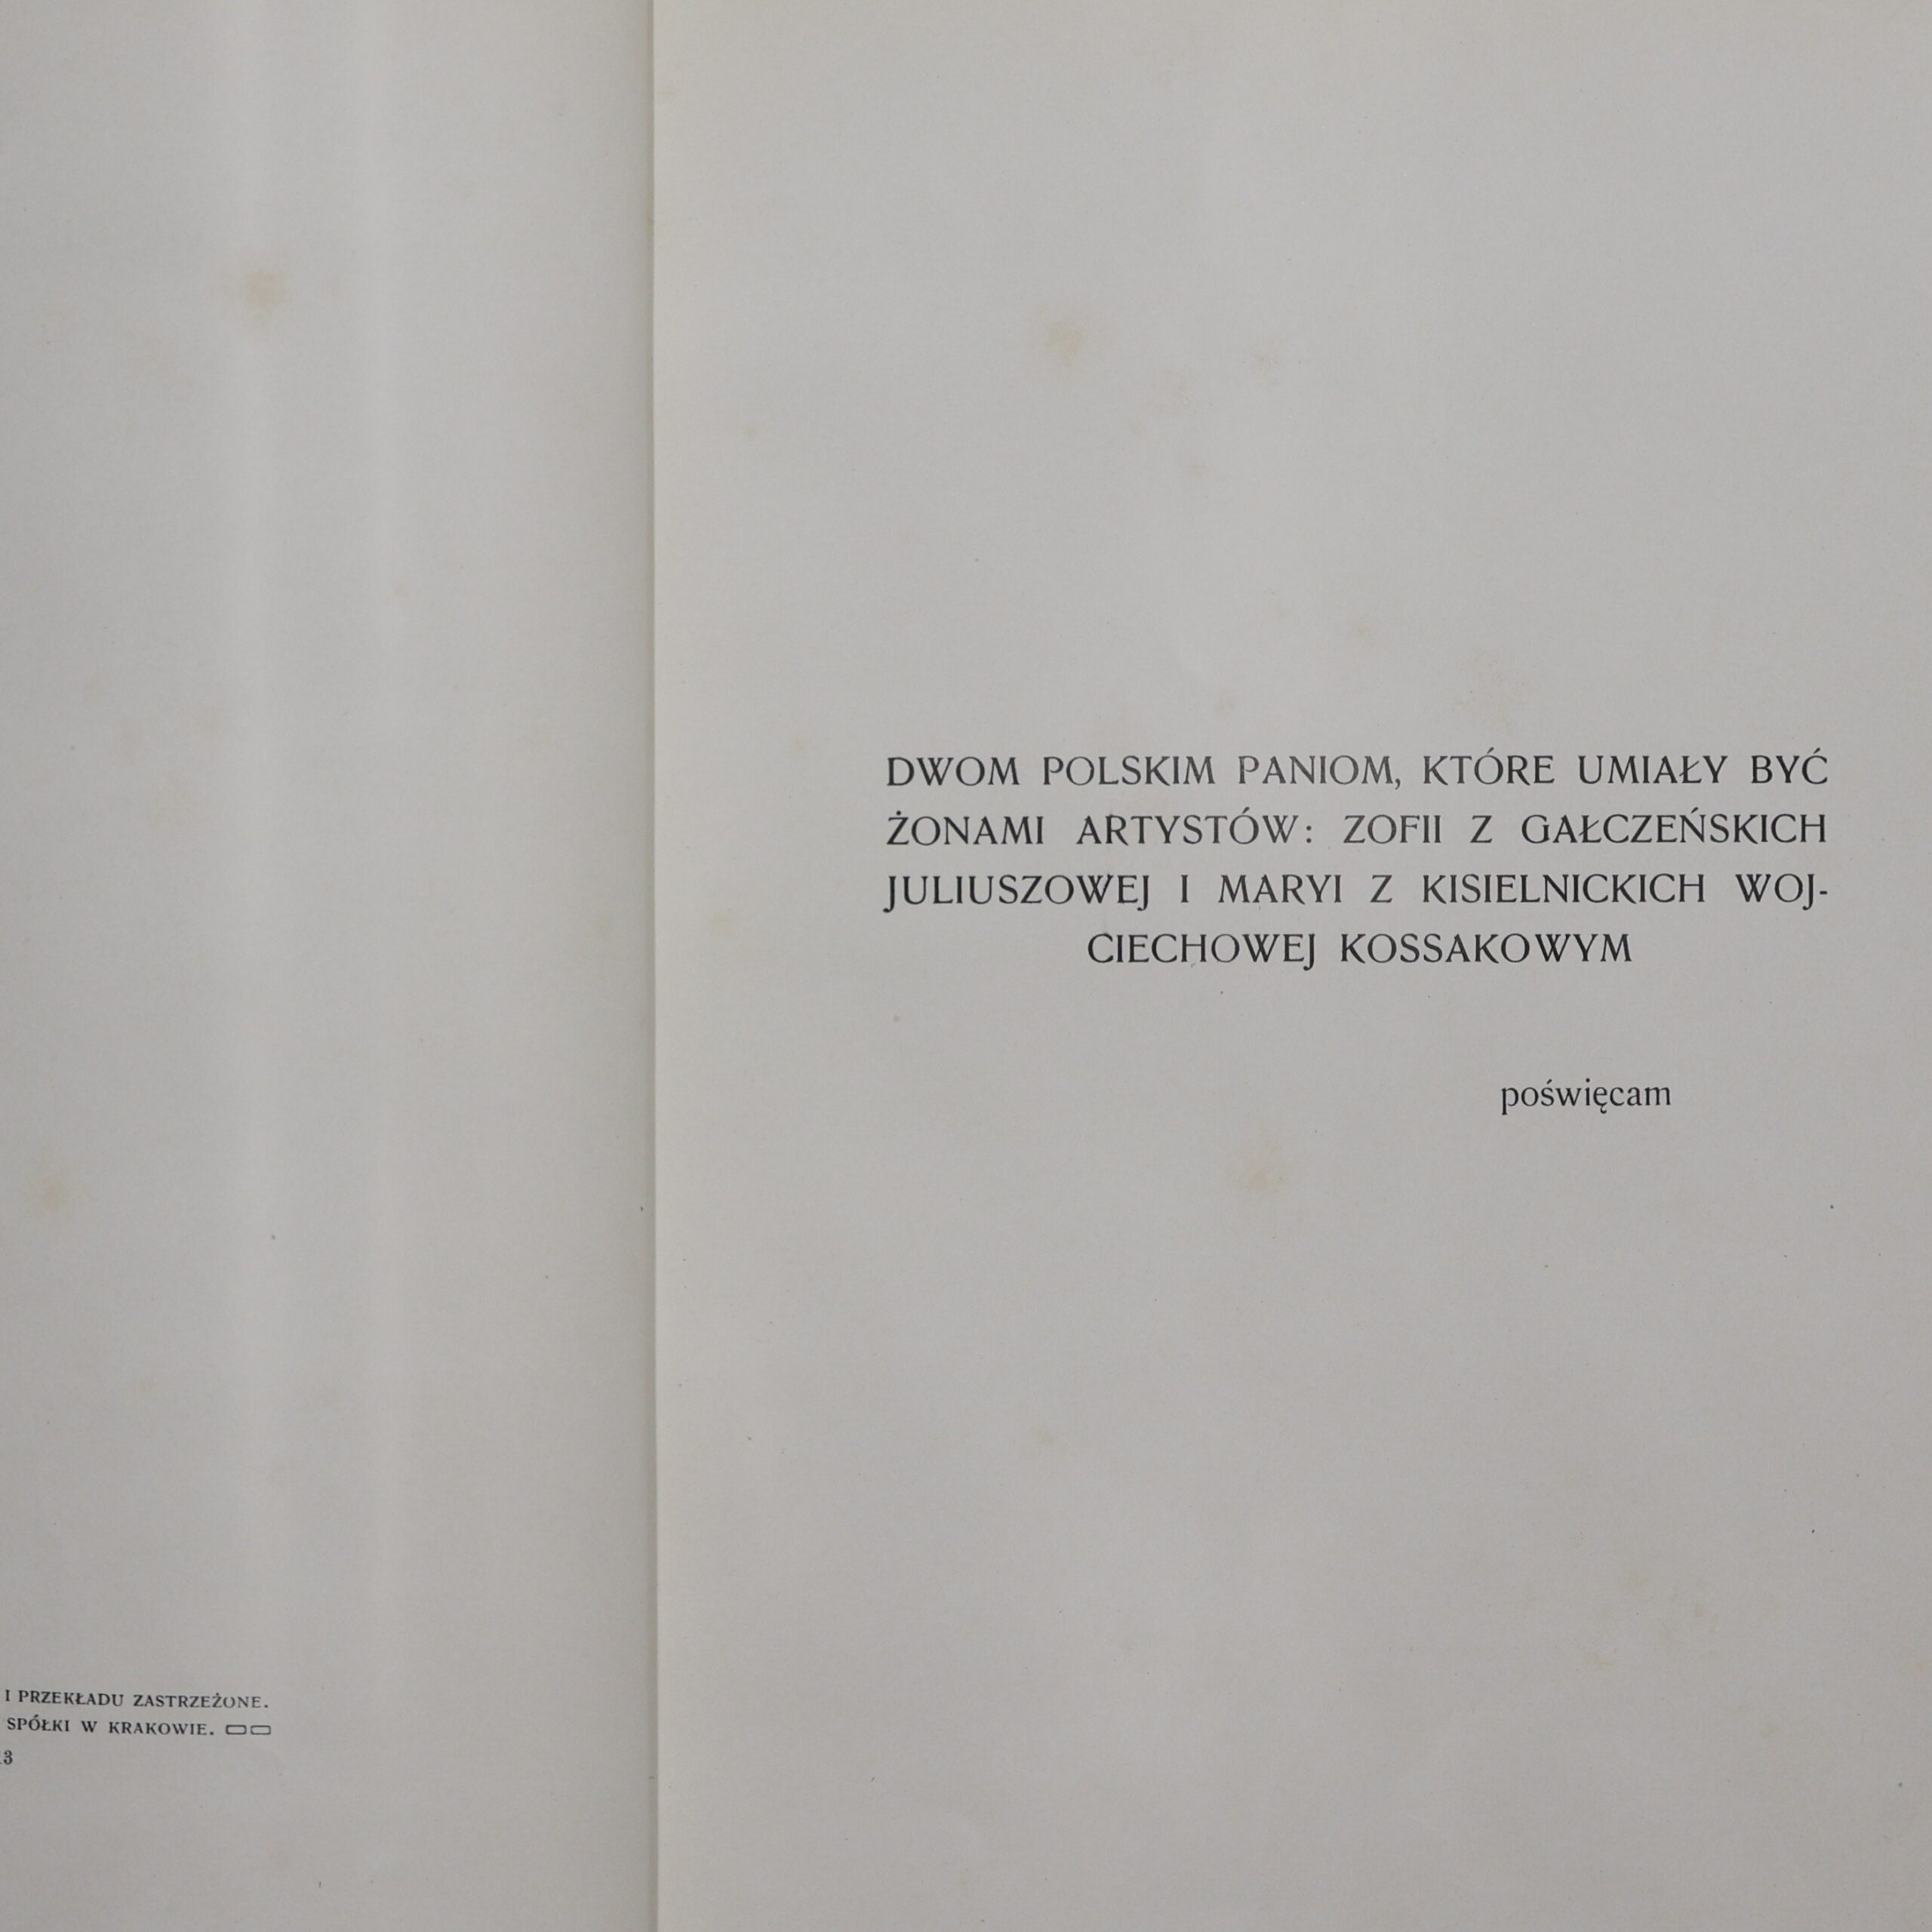 I PRZEKŁADU ZASTRZEŻONE.
SPÓŁKI W KRAKOWIE.
3
DWOM POLSKIM PANIOM, KTÓRE UMIAŁY BYĆ
ŻONAMI ARTYSTÓW: ZOFII Z GAŁCZEŃSKICH
JULIUSZOWEJ I MARYI Z KISIELNICKICH WOJ-
CIECHOWEJ KOSSAKOWYM
poświęcam